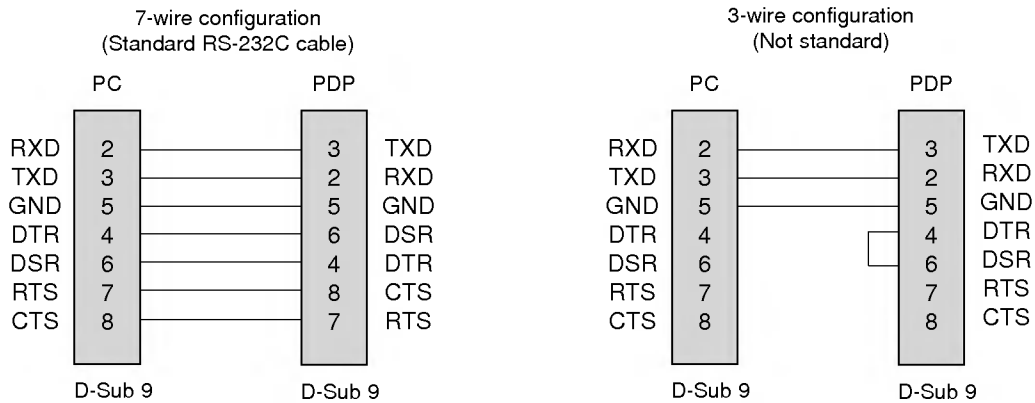 7-wire configuration
(Standard RS-232C cable)
PC PDP
RXD 2 3 TXD
TXD 3 2 RXD
GND 5 5 GND
DTR 4 6 DSR
DSR 6 4 DTR
RTS 7 8 CTS
CTS 8 7 RTS
D-Sub 9 D-Sub 9
3-wire configuration
(Not standard)
PC PDP
RXD 2 3 TXD
TXD 3 2 RXD
GND 5 5 GND
DTR 4 4 DTR
DSR 6 6 DSR
RTS 7 7 RTS
CTS 8 8 CTS
D-Sub 9 D-Sub 9